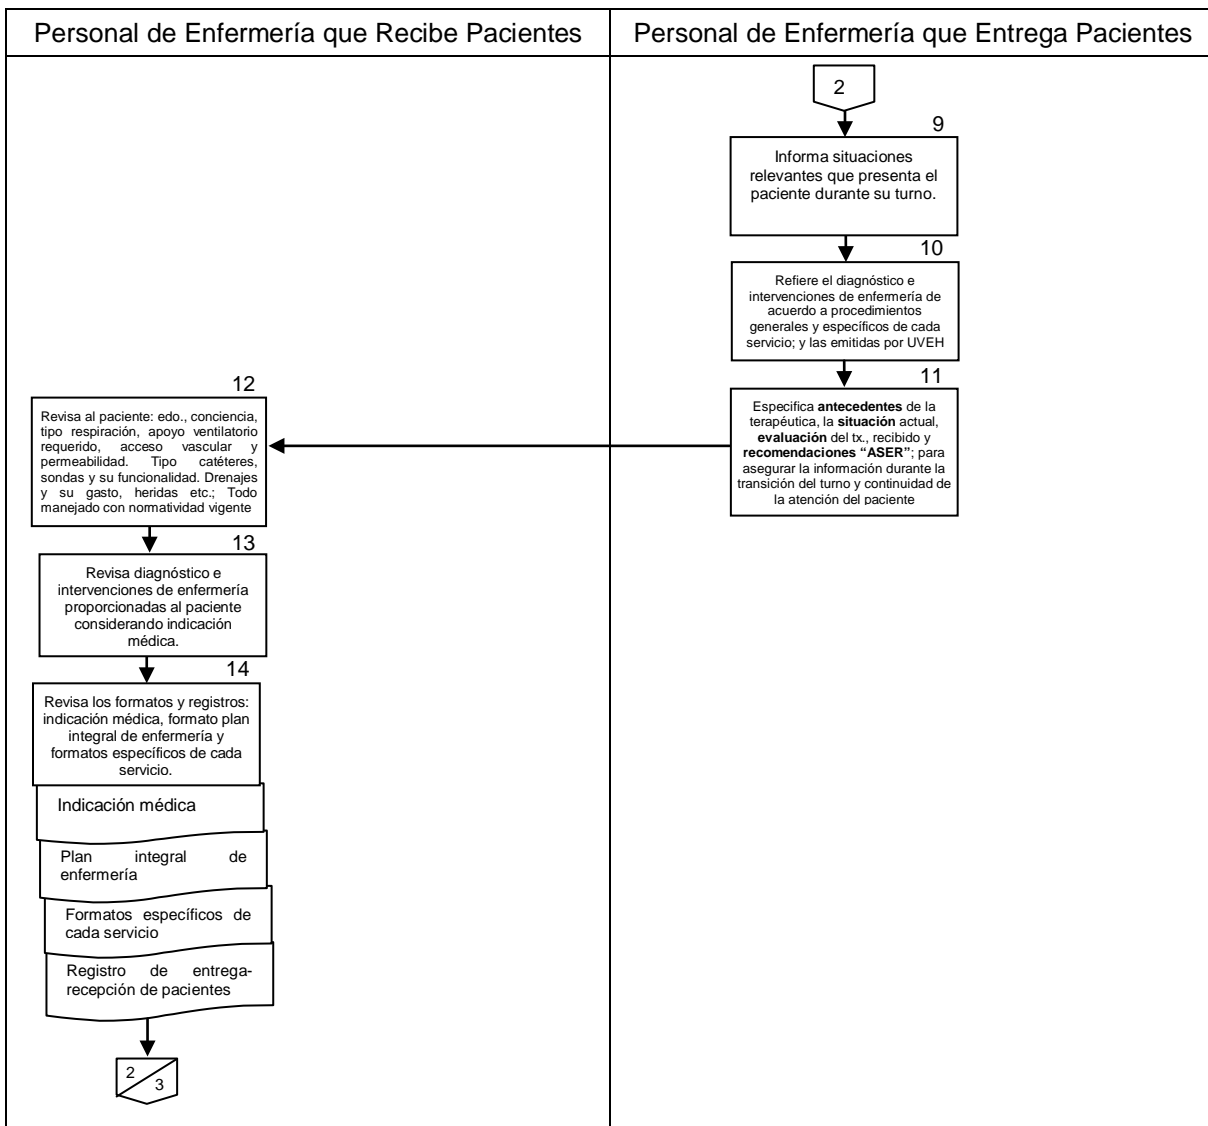 Personal de Enfermería que Recibe Pacientes
Personal de Enfermería que Entrega Pacientes
2
9
Informa situaciones
relevantes que presenta el
paciente durante su turno.
10
Refiere el diagnóstico e
intervenciones de enfermería de
acuerdo a procedimientos
generales y específicos de cada
servicio; y las emitidas por UVEH
11
Especifica antecedentes de la
terapéutica, la situación actual,
evaluación del tx., recibido y
recomendaciones “ASER”; para
asegurar la información durante la
transición del turno y continuidad de
la atención del paciente
12
Revisa al paciente: edo., conciencia,
tipo respiración, apoyo ventilatorio
requerido, acceso vascular y
permeabilidad. Tipo catéteres,
sondas y su funcionalidad. Drenajes
y su gasto, heridas etc.; Todo
manejado con normatividad vigente
13
Revisa diagnóstico e
intervenciones de enfermería
proporcionadas al paciente
considerando indicación
médica.
14
Revisa los formatos y registros:
indicación médica, formato plan
integral de enfermería y
formatos específicos de cada
servicio.
Indicación médica
Plan integral de
enfermería
Formatos específicos de
cada servicio
Registro de entrega-
recepción de pacientes
2
3